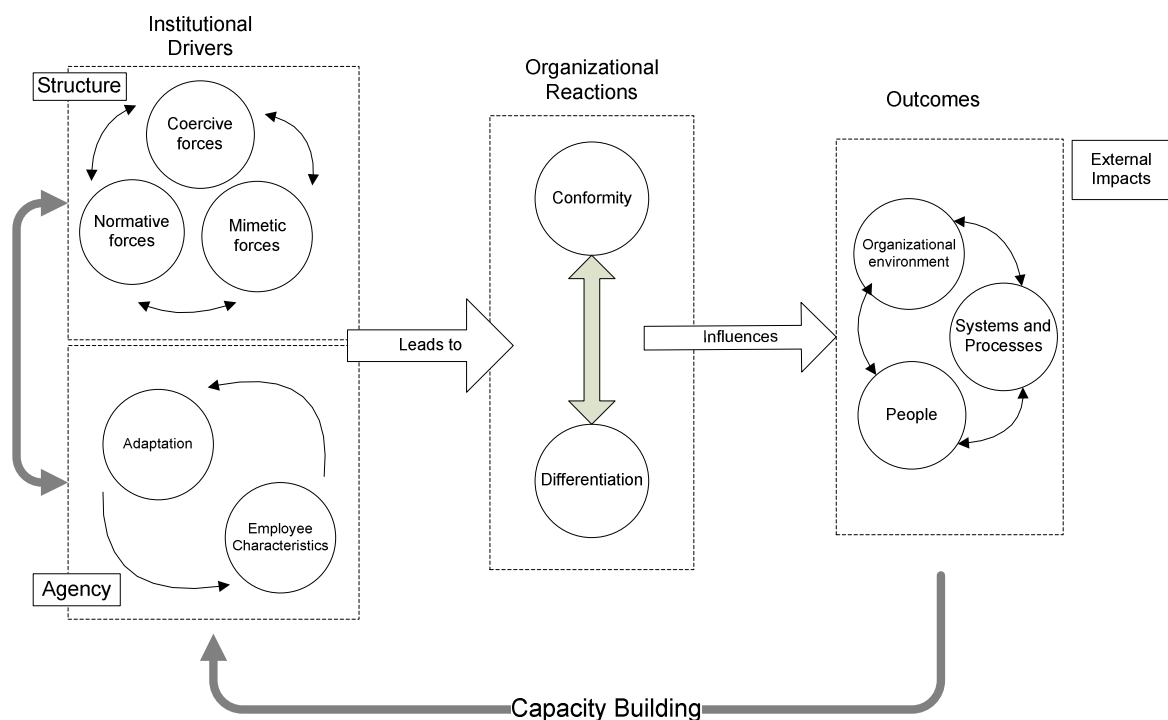 Institutional
Drivers
Structure
Coercive
forces
Normative
forces
Mimetic
forces
Adaptation
Employee
Characteristics
Agency
Leads to
Organizational
Reactions
Conformity
Differentiation
Influences
Outcomes
Organizational
environment
Systems and
Processes
People
External
Impacts
Capacity Building